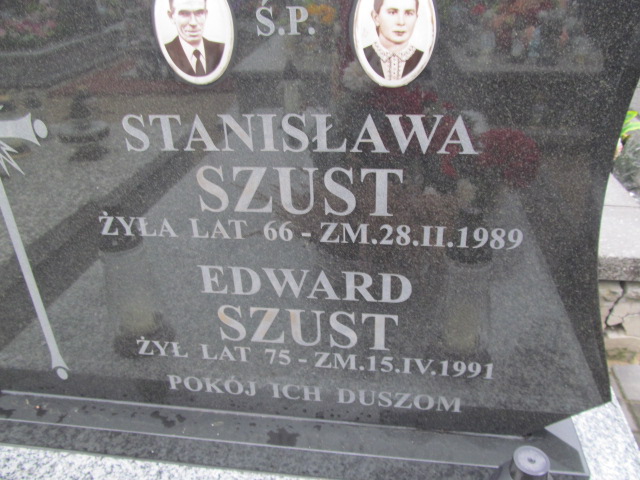 Ś.P.
STANISŁAWA
SZUST
ŻYŁA LAT 66 - ZM.28.II.1989
EDWARD
SZUST
ŻYŁ LAT 75 - ZM.15.IV.1991
POKÓJ ICH DUSZOM